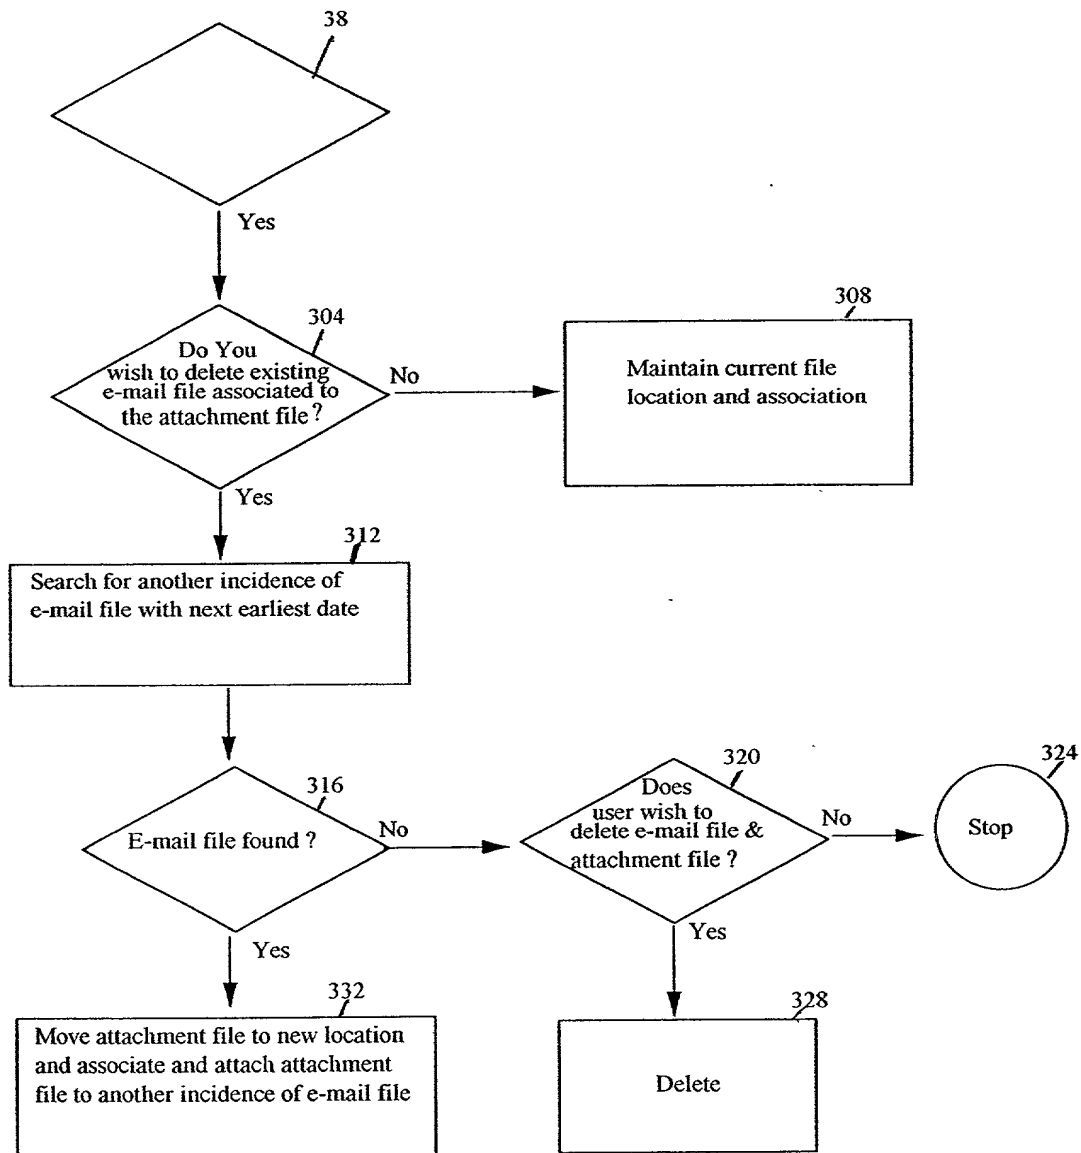 38
Yes
304
Do You
wish to delete existing
e-mail file associated to
the attachment file ?
No
308
Maintain current file
location and association
Yes
312
Search for another incidence of
e-mail file with next earliest date
316
E-mail file found ?
No
320
Does
user wish to
delete e-mail file &
attachment file ?
No
324
Stop
Yes
332
Move attachment file to new location
and associate and attach attachment
file to another incidence of e-mail file
Yes
328
Delete